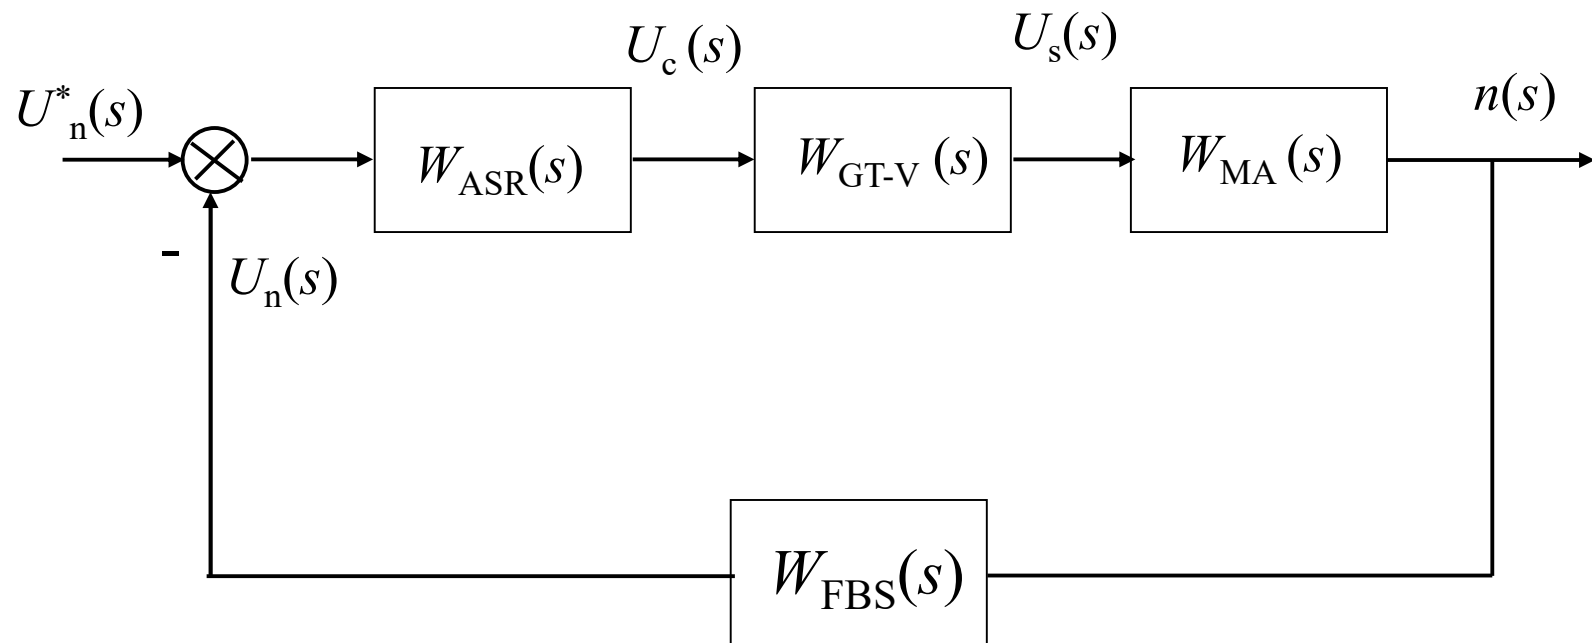 U*n(s)
Uc(s)
Us(s)
n(s)
WASR(s)
WGT-V (s)
WMA (s)
-
Un(s)
WFBS(s)